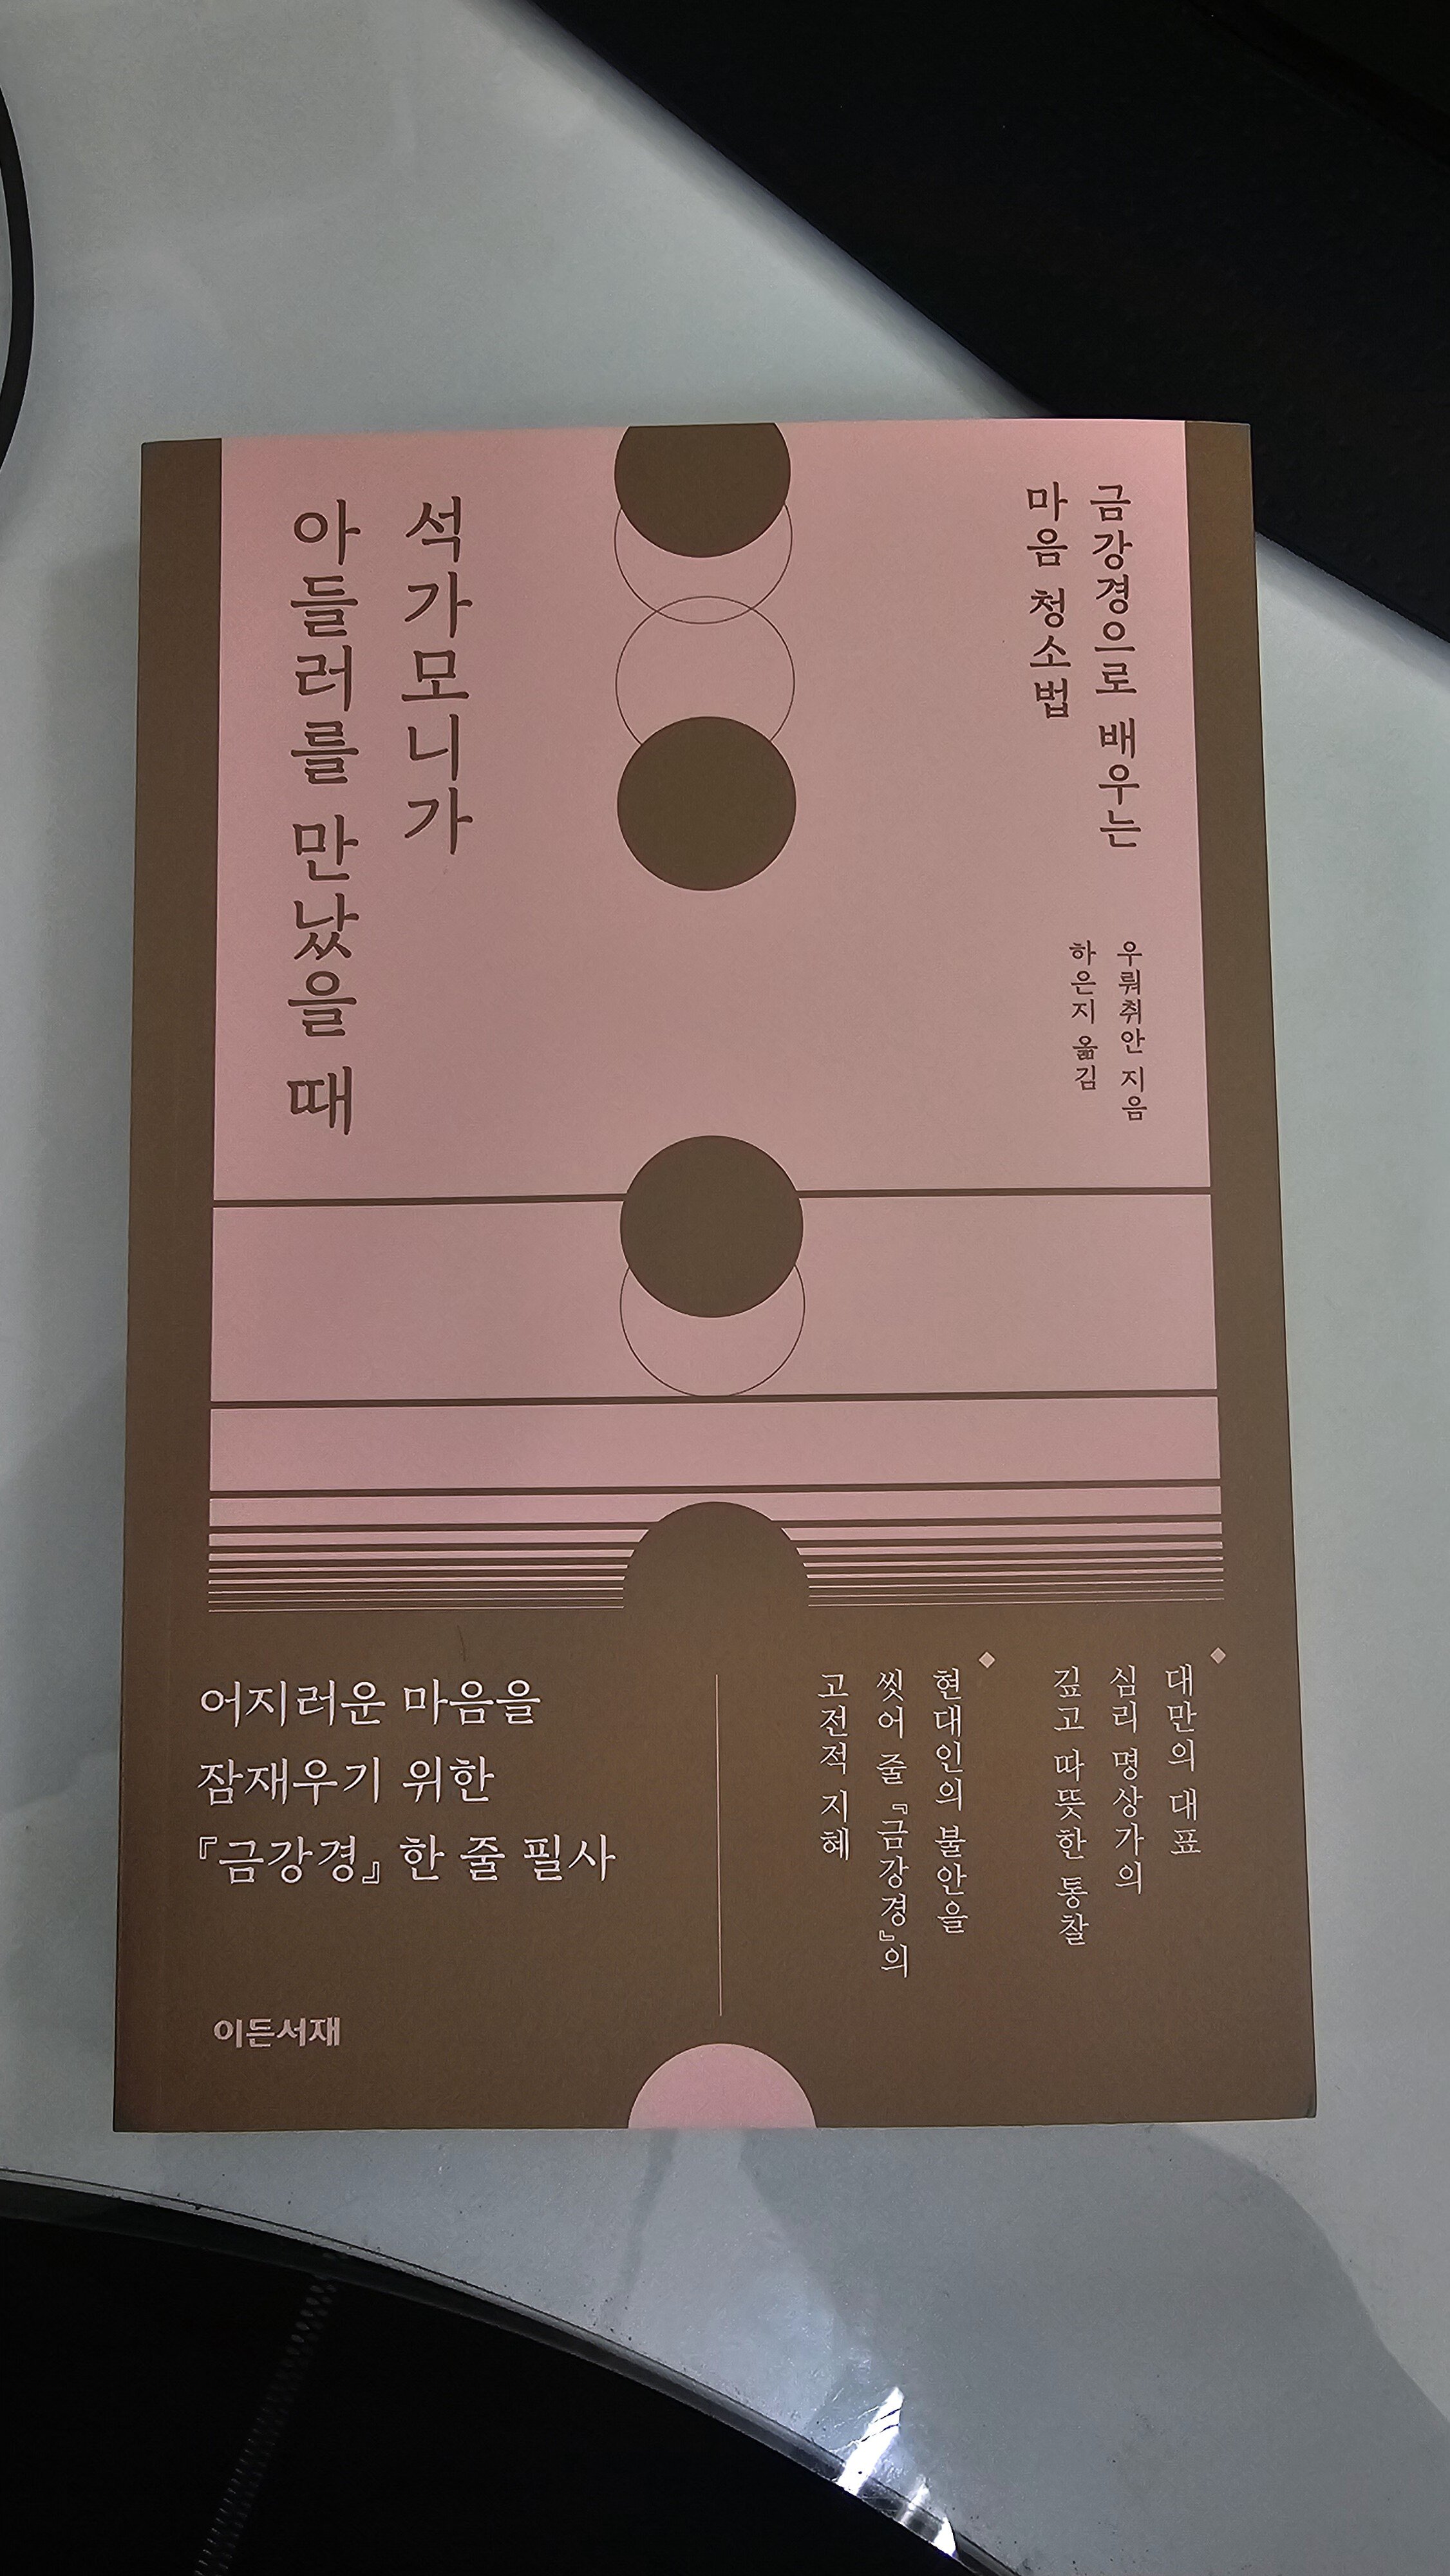 금강경으로 배우는
마음 청소법
우뤄취안 지음
하은지 옮김
석가모니가
아들러를 만났을 때
대만의 대표
심리 명상가의
깊고 따뜻한 통찰
현대인의 불안을
씻어 줄 『금강경』의
고전적 지혜
어지러운 마음을
잠재우기 위한
『금강경』 한 줄 필사
이든서재